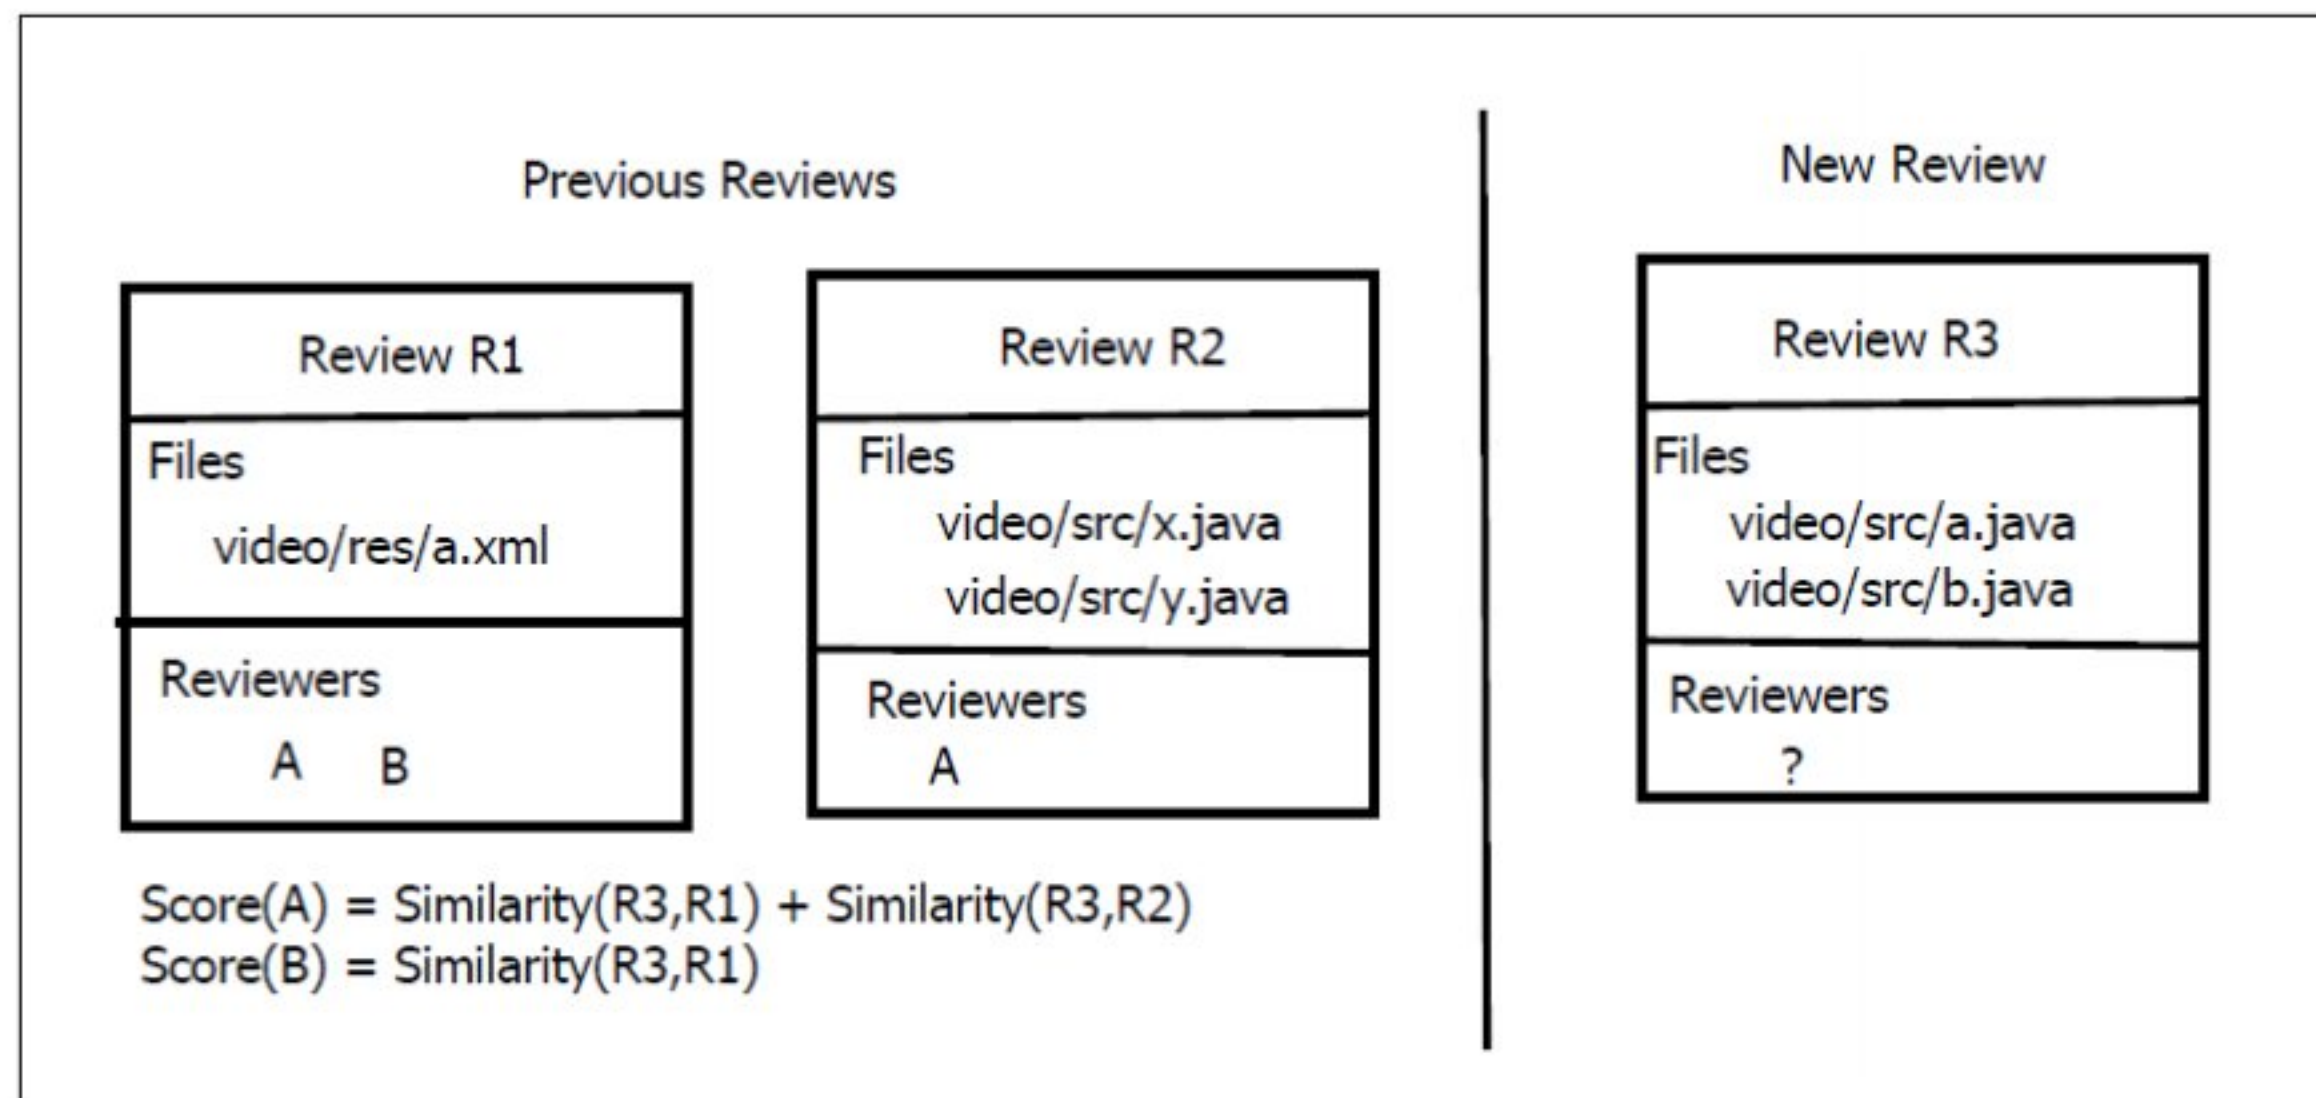 Previous Reviews
New Review
Review R1
Files
video/res/a.xml
Reviewers
A B
Review R2
Files
video/src/x.java
video/src/y.java
Reviewers
A
Review R3
Files
video/src/a.java
video/src/b.java
Reviewers
?
Score(A) = Similarity(R3,R1) + Similarity(R3,R2)
Score(B) = Similarity(R3,R1)